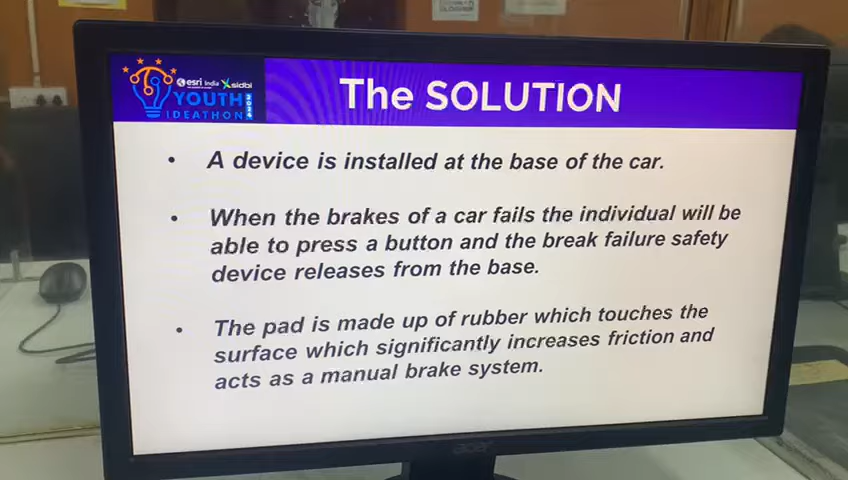 esri India sidbi
YOUTH 2024
IDEATHON
The SOLUTION
• A device is installed at the base of the car.
• When the brakes of a car fails the individual will be
able to press a button and the break failure safety
device releases from the base.
• The pad is made up of rubber which touches the
surface which significantly increases friction and
acts as a manual brake system.
acer